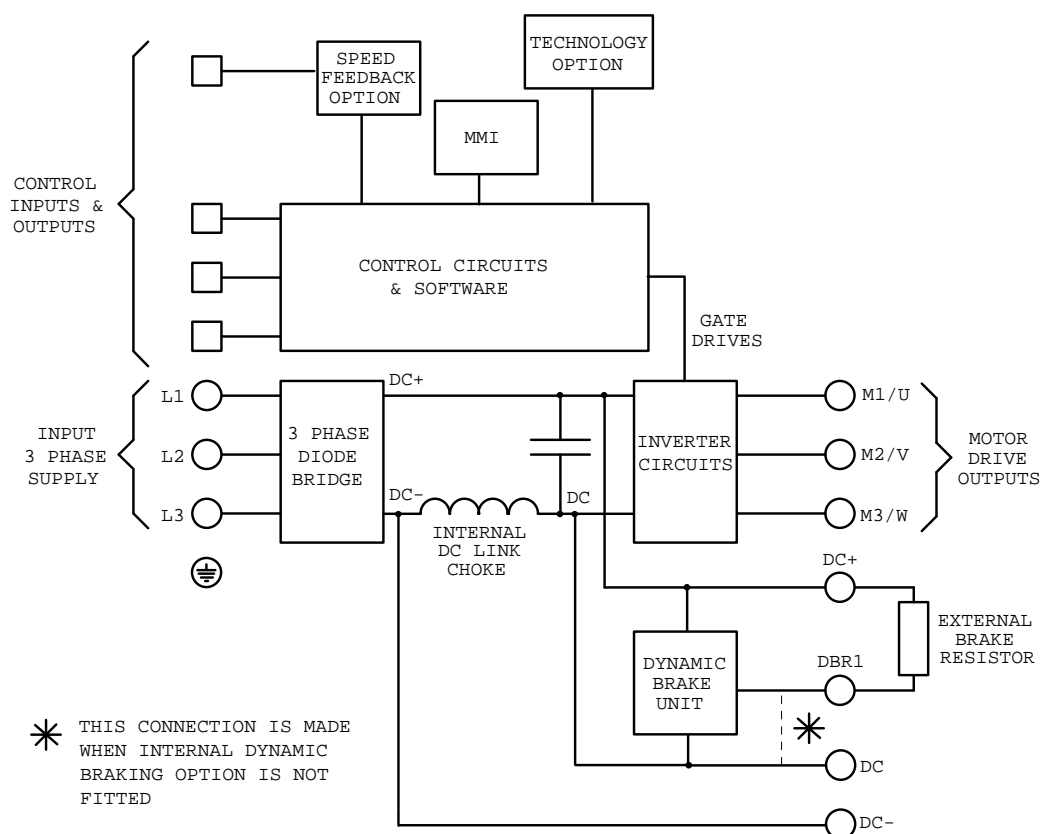 TECHNOLOGY
OPTION
SPEED
FEEDBACK
OPTION
MMI
CONTROL
INPUTS &
OUTPUTS
CONTROL CIRCUITS
& SOFTWARE
GATE
DRIVES
INPUT
3 PHASE
SUPPLY
L1
L2
L3
3 PHASE
DIODE
BRIDGE
DC+
DC-
INTERNAL
DC LINK
CHOKE
DC
INVERTER
CIRCUITS
M1/U
M2/V
M3/W
MOTOR
DRIVE
OUTPUTS
DC+
EXTERNAL
BRAKE
RESISTOR
DYNAMIC
BRAKE
UNIT
DBR1
DC
DC-
THIS CONNECTION IS MADE
WHEN INTERNAL DYNAMIC
BRAKING OPTION IS NOT
FITTED